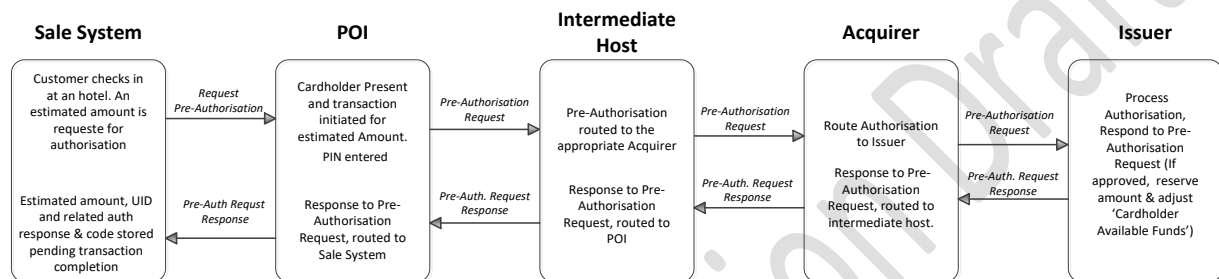 Sale System
POI
Intermediate
Host
Acquirer
Issuer
Customer checks in
at an hotel. An
estimated amount is
requeste for
authorisation
Estimated amount, UID
and related auth
response & code stored
pending transaction
completion
Request
Pre-Authorisation
Pre-Auth Requst
Response
Cardholder Present
and transaction
initiated for
estimated Amount.
PIN entered
Response to Pre-
Authorisation
Request, routed to
Sale System
Pre-Authorisation
Request
Pre-Auth. Request
Response
Pre-Authorisation
routed to the
appropriate Acquirer
Response to Pre-
Authorisation
Request, routed to
POI
Pre-Authorisation
Request
Pre-Auth. Request
Response
Route Authorisation
to Issuer
Response to Pre-
Authorisation
Request, routed to
intermediate host.
Pre-Authorisation
Request
Pre-Auth. Request
Response
Process
Authorisation,
Respond to Pre-
Authorisation
Request (If
approved, reserve
amount & adjust
‘Cardholder
Available Funds’)